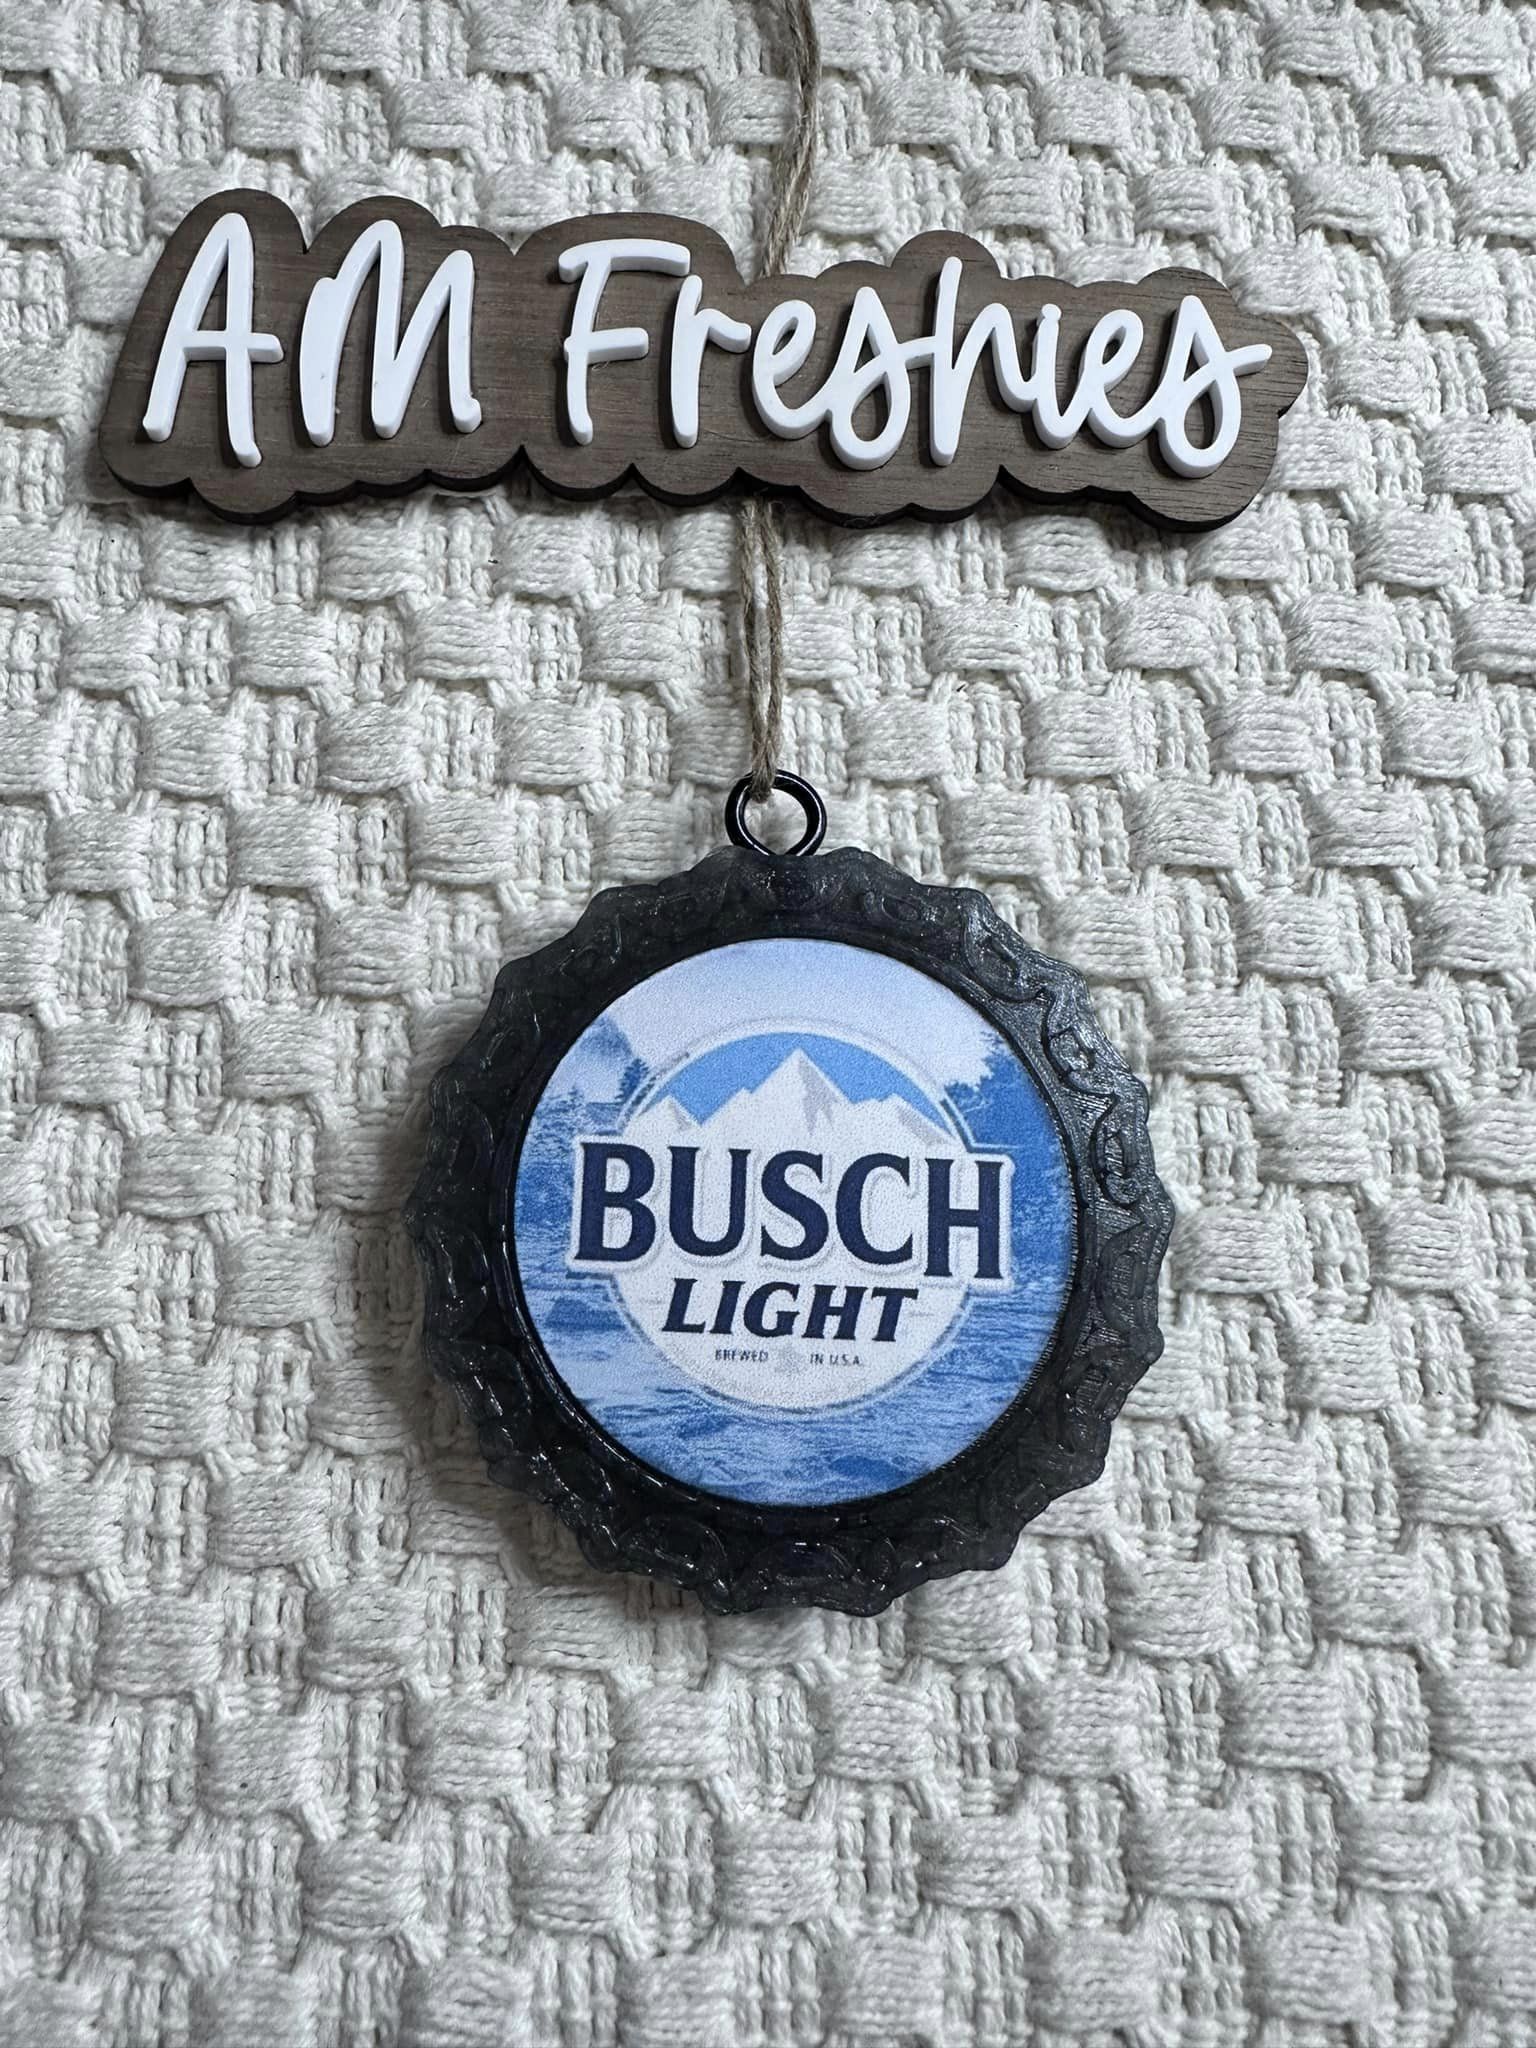 AM Freshies
BUSCH
LIGHT
BREWED IN U.S.A.